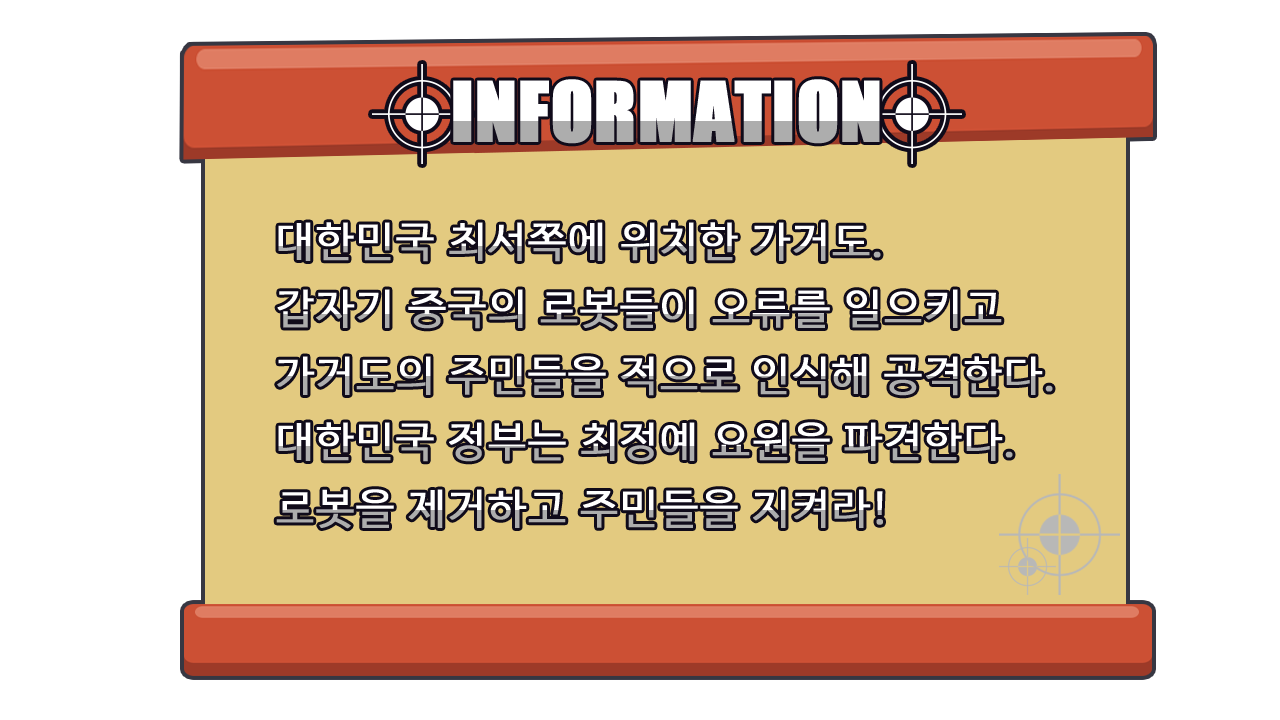 INFORMATION
대한민국 최서쪽에 위치한 가거도.
갑자기 중국의 로봇들이 오류를 일으키고
가거도의 주민들을 적으로 인식해 공격한다.
대한민국 정부는 최정예 요원을 파견한다.
로봇을 제거하고 주민들을 지켜라!